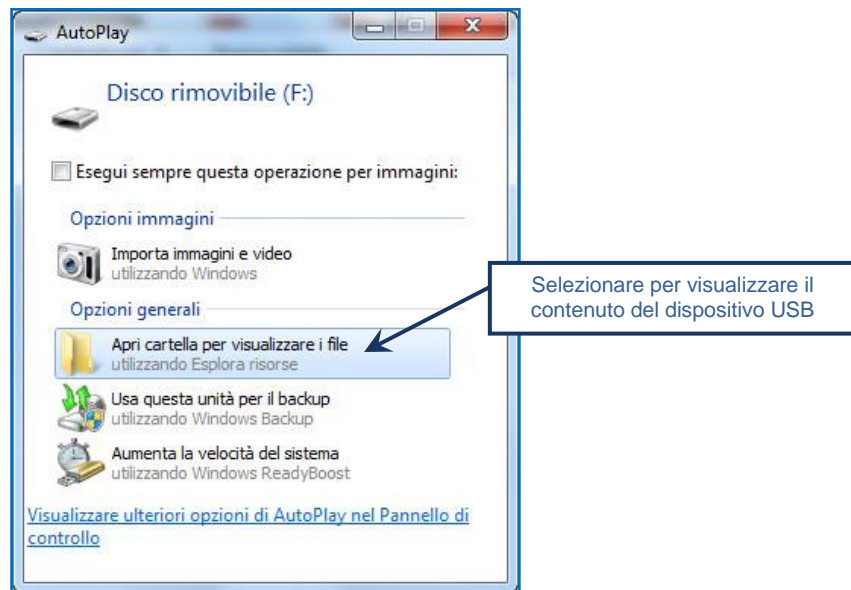 AutoPlay
Disco rimovibile (F:)
Esegui sempre questa operazione per immagini:
Opzioni immagini
Importa immagini e video
utilizzando Windows
Opzioni generali
Apri cartella per visualizzare i file
utilizzando Esplora risorse
Usa questa unità per il backup
utilizzando Windows Backup
Aumenta la velocità del sistema
utilizzando Windows ReadyBoost
Visualizzare ulteriori opzioni di AutoPlay nel Pannello di
controllo
Selezionare per visualizzare il
contenuto del dispositivo USB